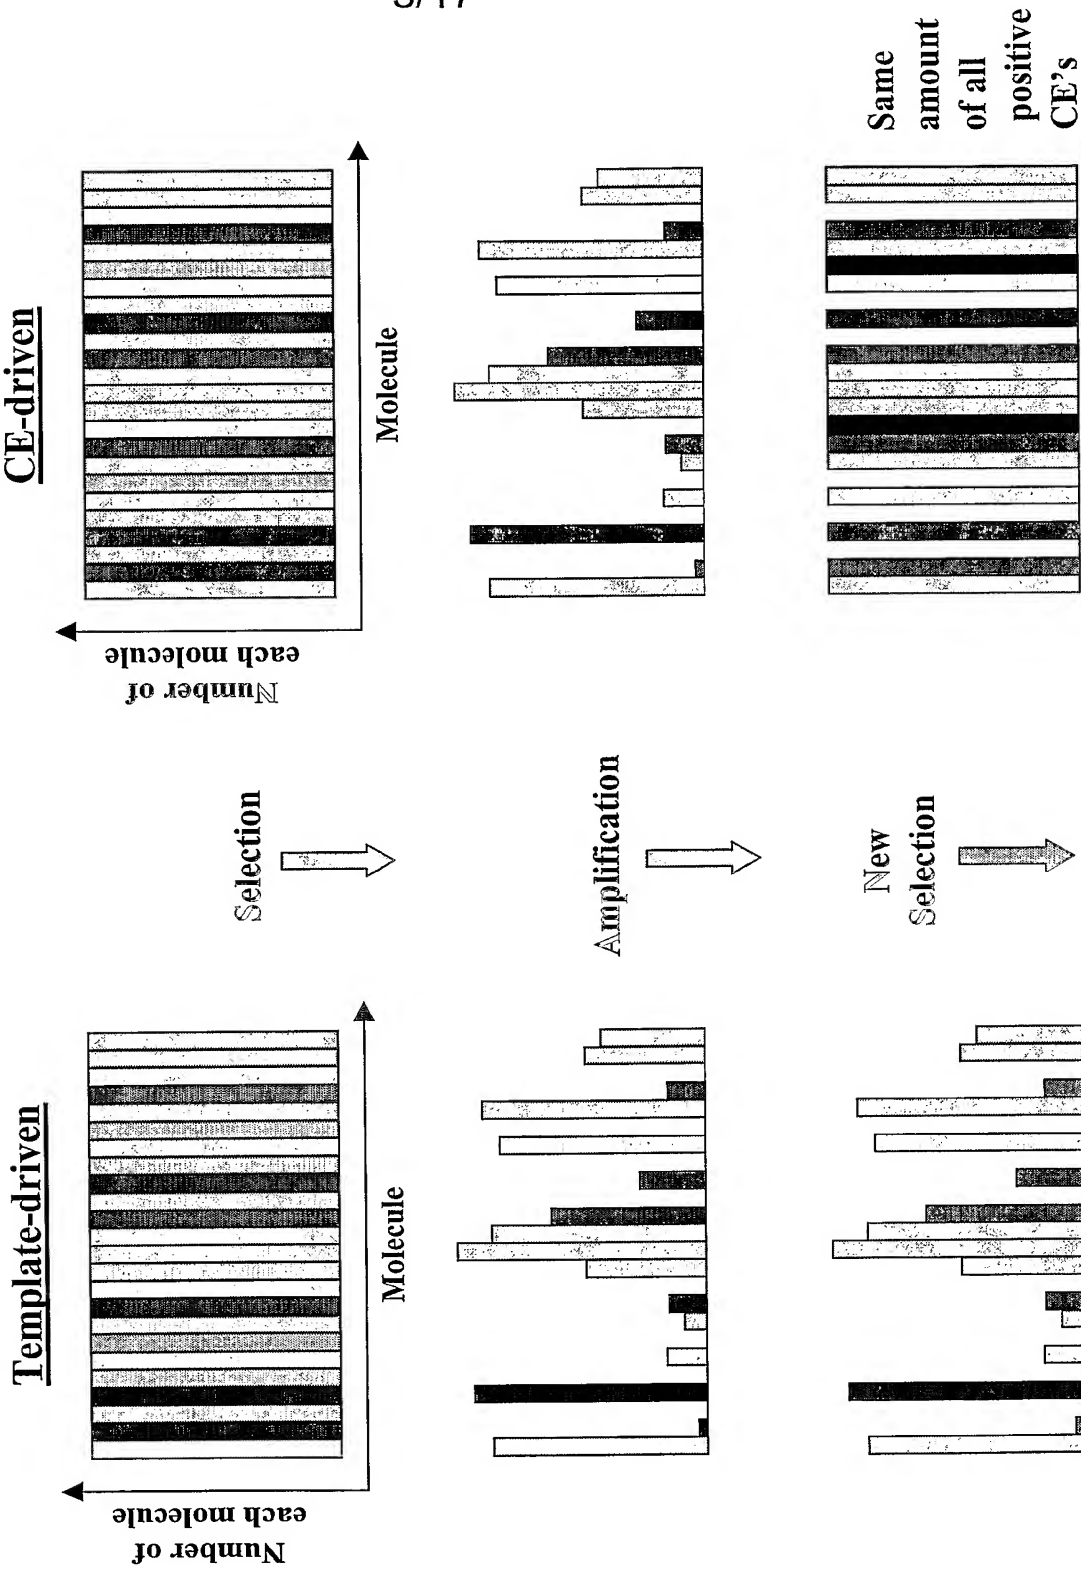 Template-driven
CE-driven
Number of
each molecule
Molecule
Selection
Number of
each molecule
Molecule
Amplification
New
Selection
Same
amount
of all
positive
CE's